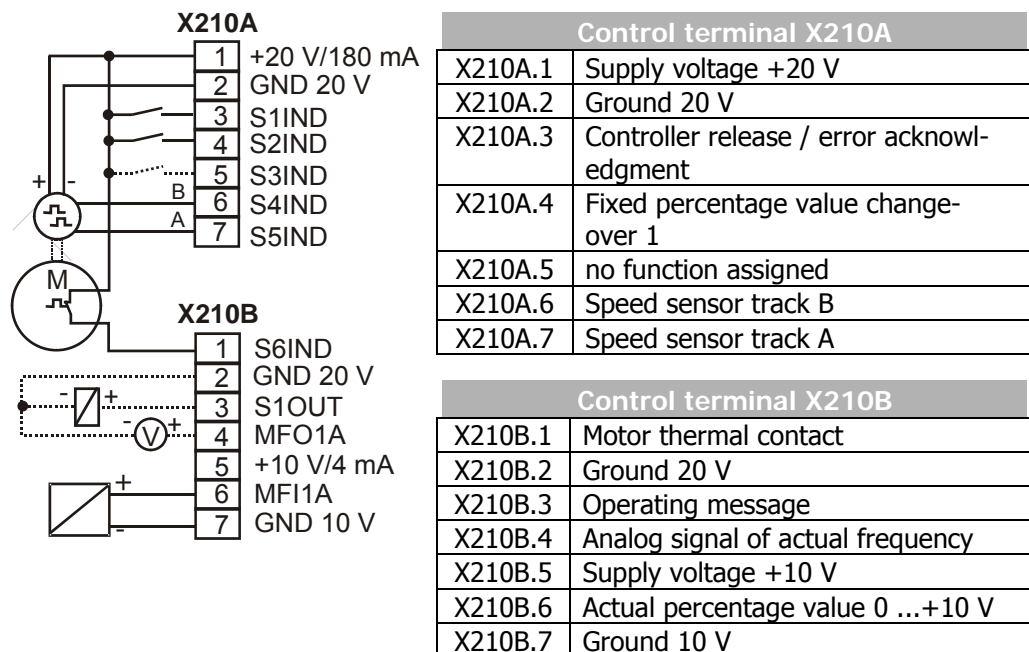 X210A
1 +20 V/180 mA
2 GND 20 V
3 S1IND
4 S2IND
5 S3IND
B 6 S4IND
A 7 S5IND
+ -
M
X210B
1 S6IND
2 GND 20 V
- + 3 S1OUT
- V + 4 MFO1A
5 +10 V/4 mA
+ 6 MFI1A
- 7 GND 10 V
Control terminal X210A
X210A.1 Supply voltage +20 V
X210A.2 Ground 20 V
X210A.3 Controller release / error acknowl-
edgment
X210A.4 Fixed percentage value change-
over 1
X210A.5 no function assigned
X210A.6 Speed sensor track B
X210A.7 Speed sensor track A
Control terminal X210B
X210B.1 Motor thermal contact
X210B.2 Ground 20 V
X210B.3 Operating message
X210B.4 Analog signal of actual frequency
X210B.5 Supply voltage +10 V
X210B.6 Actual percentage value 0 ...+10 V
X210B.7 Ground 10 V